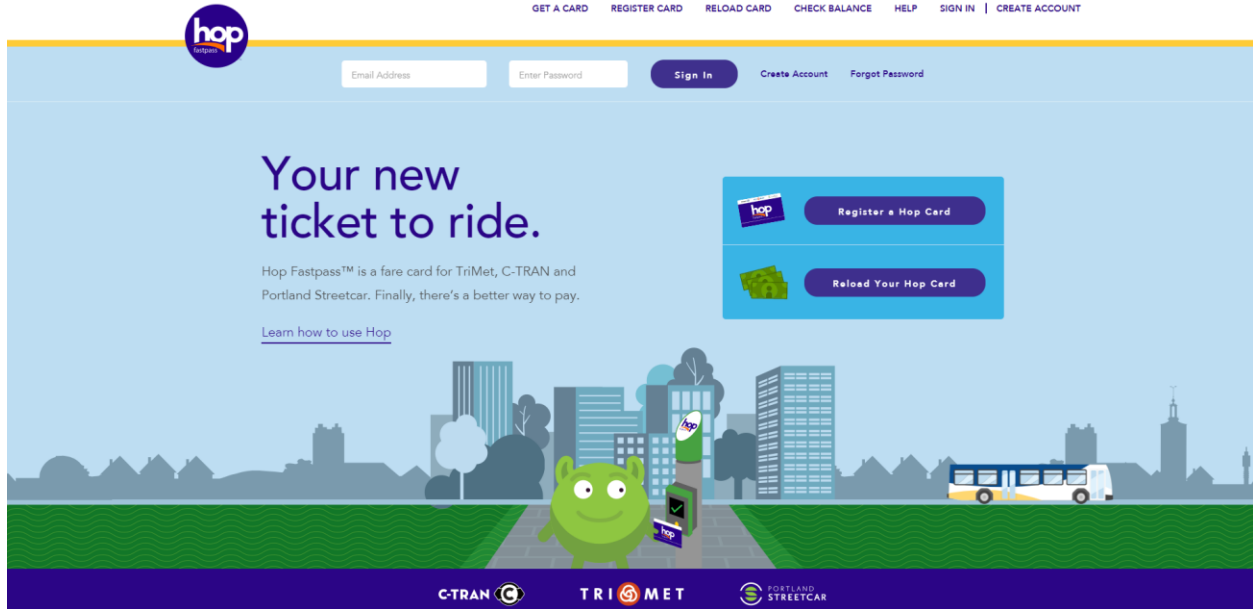 hop
fastpass
GET A CARD REGISTER CARD RELOAD CARD CHECK BALANCE HELP SIGN IN | CREATE ACCOUNT
Email Address Enter Password Sign In Create Account Forgot Password
Your new
ticket to ride.
Hop Fastpass™ is a fare card for TriMet, C-TRAN and
Portland Streetcar. Finally, there's a better way to pay.
Learn how to use Hop
hop
Register a Hop Card
Reload Your Hop Card
hop
hop
C-TRAN C
TRIMET
PORTLAND
STREETCAR